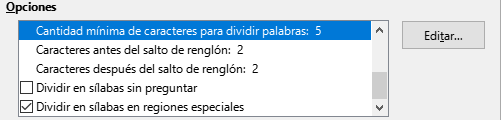 Opciones
Cantidad mínima de caracteres para dividir palabras:  5
Caracteres antes del salto de renglón:  2
Caracteres después del salto de renglón:  2
Dividir en sílabas sin preguntar
Dividir en sílabas en regiones especiales
Editar...